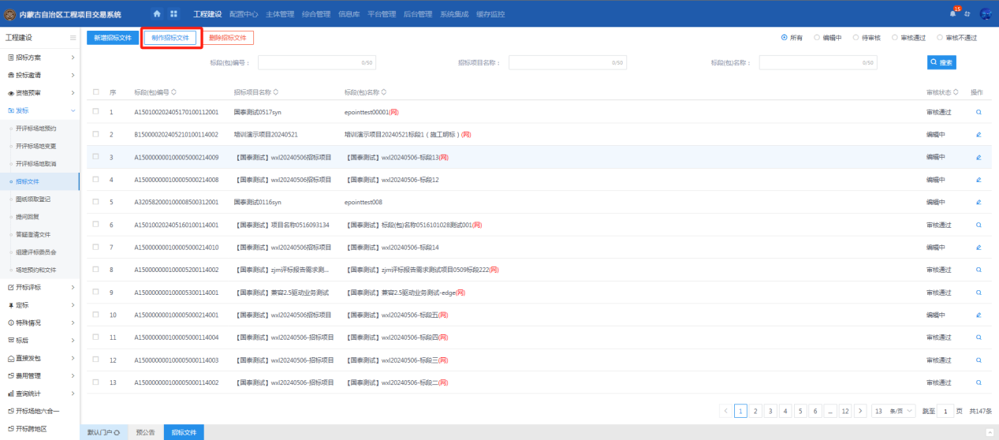 内蒙古自治区工程项目交易系统 工程建设 配置中心 主体管理 综合管理 信息库 平台管理 后台管理 系统集成 缓存监控 15
工程建设
新增招标文件 制作招标文件 删除招标文件 所有 编辑中 待审核 审核通过 审核不通过
标段(包)编号： 0/50 招标项目名称： 0/50 标段(包)名称： 0/50 搜索
序 标段(包)编号 招标项目名称 标段(包)名称 审核状态 操作
1 A150100202405170100112001 国泰测试0517syn epointtest00001(网) 审核通过
2 B150000202405210100114002 培训演示项目20240521 培训演示项目20240521标段1（施工明标）(网) 编辑中
3 A150000000100005000214009 【国泰测试】wxl20240506招标项目 【国泰测试】wxl20240506-标段13(网) 编辑中
4 A150000000100005000214008 【国泰测试】wxl20240506招标项目 【国泰测试】wxl20240506-标段12 编辑中
5 A320582000100008500312001 国泰测试0116syn epointtest008 编辑中
6 A150100202405160100114001 【国泰测试】项目名称0516093134 【国泰测试】标段(包)名称0516101028测试001(网) 审核通过
7 A150000000100005000214010 【国泰测试】wxl20240506招标项目 【国泰测试】wxl20240506-标段14 编辑中
8 A150000000100005200114002 【国泰测试】zjm评标报告需求测... 【国泰测试】zjm评标报告需求测试项目0509标段222(网) 审核通过
9 A150000000100005300114001 【国泰测试】兼容2.5驱动业务测试 【国泰测试】兼容2.5驱动业务测试-edge(网) 审核通过
10 A150000000100005000214001 【国泰测试】wxl20240506招标项目 【国泰测试】wxl20240506-标段五(网) 编辑中
11 A150000000100005000114004 【国泰测试】wxl20240506-招标项目 【国泰测试】wxl20240506-标段四(网) 审核通过
12 A150000000100005000114003 【国泰测试】wxl20240506-招标项目 【国泰测试】wxl20240506-标段三(网) 审核通过
13 A150000000100005000114002 【国泰测试】wxl20240506-招标项目 【国泰测试】wxl20240506-标段二(网) 审核通过
1 2 3 4 5 6 ... 12 13 条/页 跳至 1 页 共147条
招标方案
投标邀请
资格预审
发标
开评标场地预约
开评标场地变更
开评标场地取消
招标文件
图纸领取登记
提问回复
答疑澄清文件
组建评标委员会
场地预约和文件
开标评标
定标
特殊情况
标后
直接发包
费用管理
查询统计
开标场地六合一
开标跨地区
默认门户 预公告 招标文件